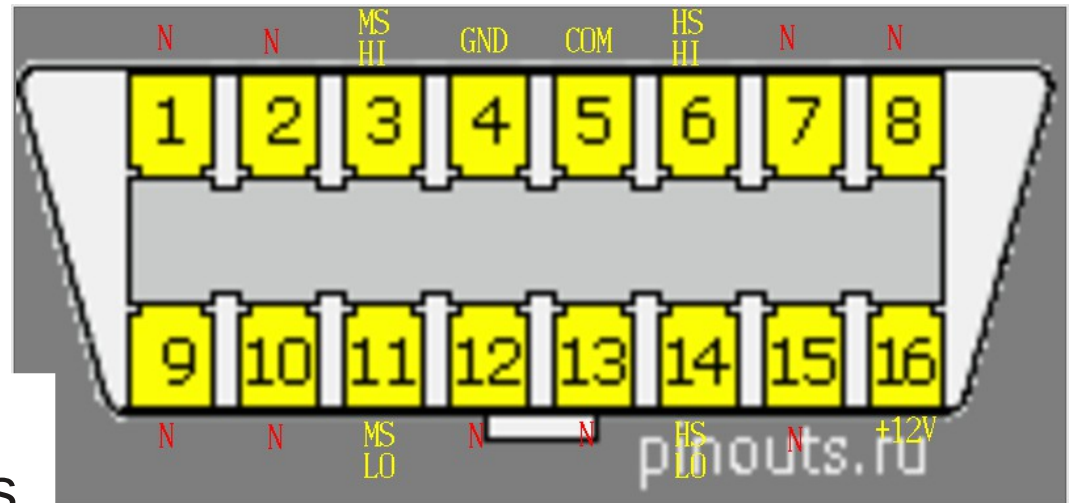 N N MS HI GND COM HS HI N N
1 2 3 4 5 6 7 8
9 10 11 12 13 14 15 16
N N MS LO N N HS LO N +12V
pinouts.ru
S